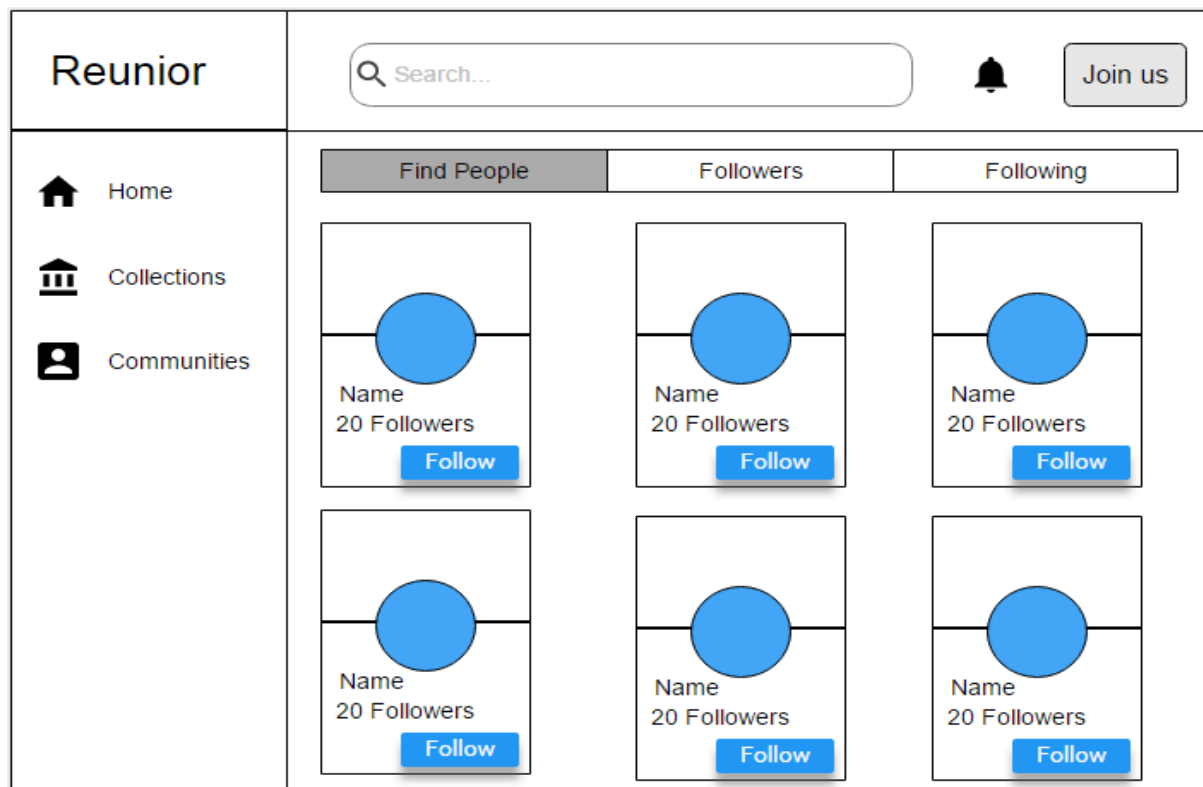 Reunior
Search...
Join us
Home
Collections
Communities
Find People
Followers
Following
Name
20 Followers
Follow
Name
20 Followers
Follow
Name
20 Followers
Follow
Name
20 Followers
Follow
Name
20 Followers
Follow
Name
20 Followers
Follow